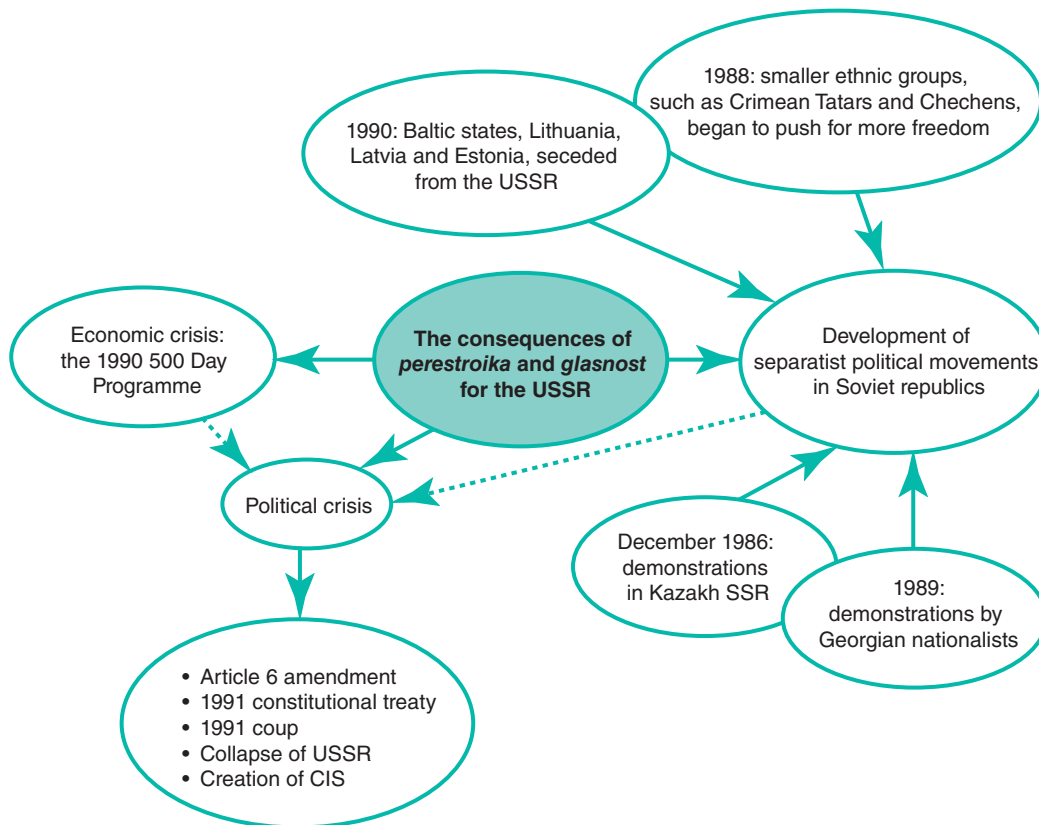 1988: smaller ethnic groups,
such as Crimean Tatars and Chechens,
began to push for more freedom
1990: Baltic states, Lithuania,
Latvia and Estonia, seceded
from the USSR
Economic crisis:
the 1990 500 Day
Programme
The consequences of
perestroika and glasnost
for the USSR
Development of
separatist political movements
in Soviet republics
Political crisis
December 1986:
demonstrations
in Kazakh SSR
1989:
demonstrations by
Georgian nationalists
• Article 6 amendment
• 1991 constitutional treaty
• 1991 coup
• Collapse of USSR
• Creation of CIS